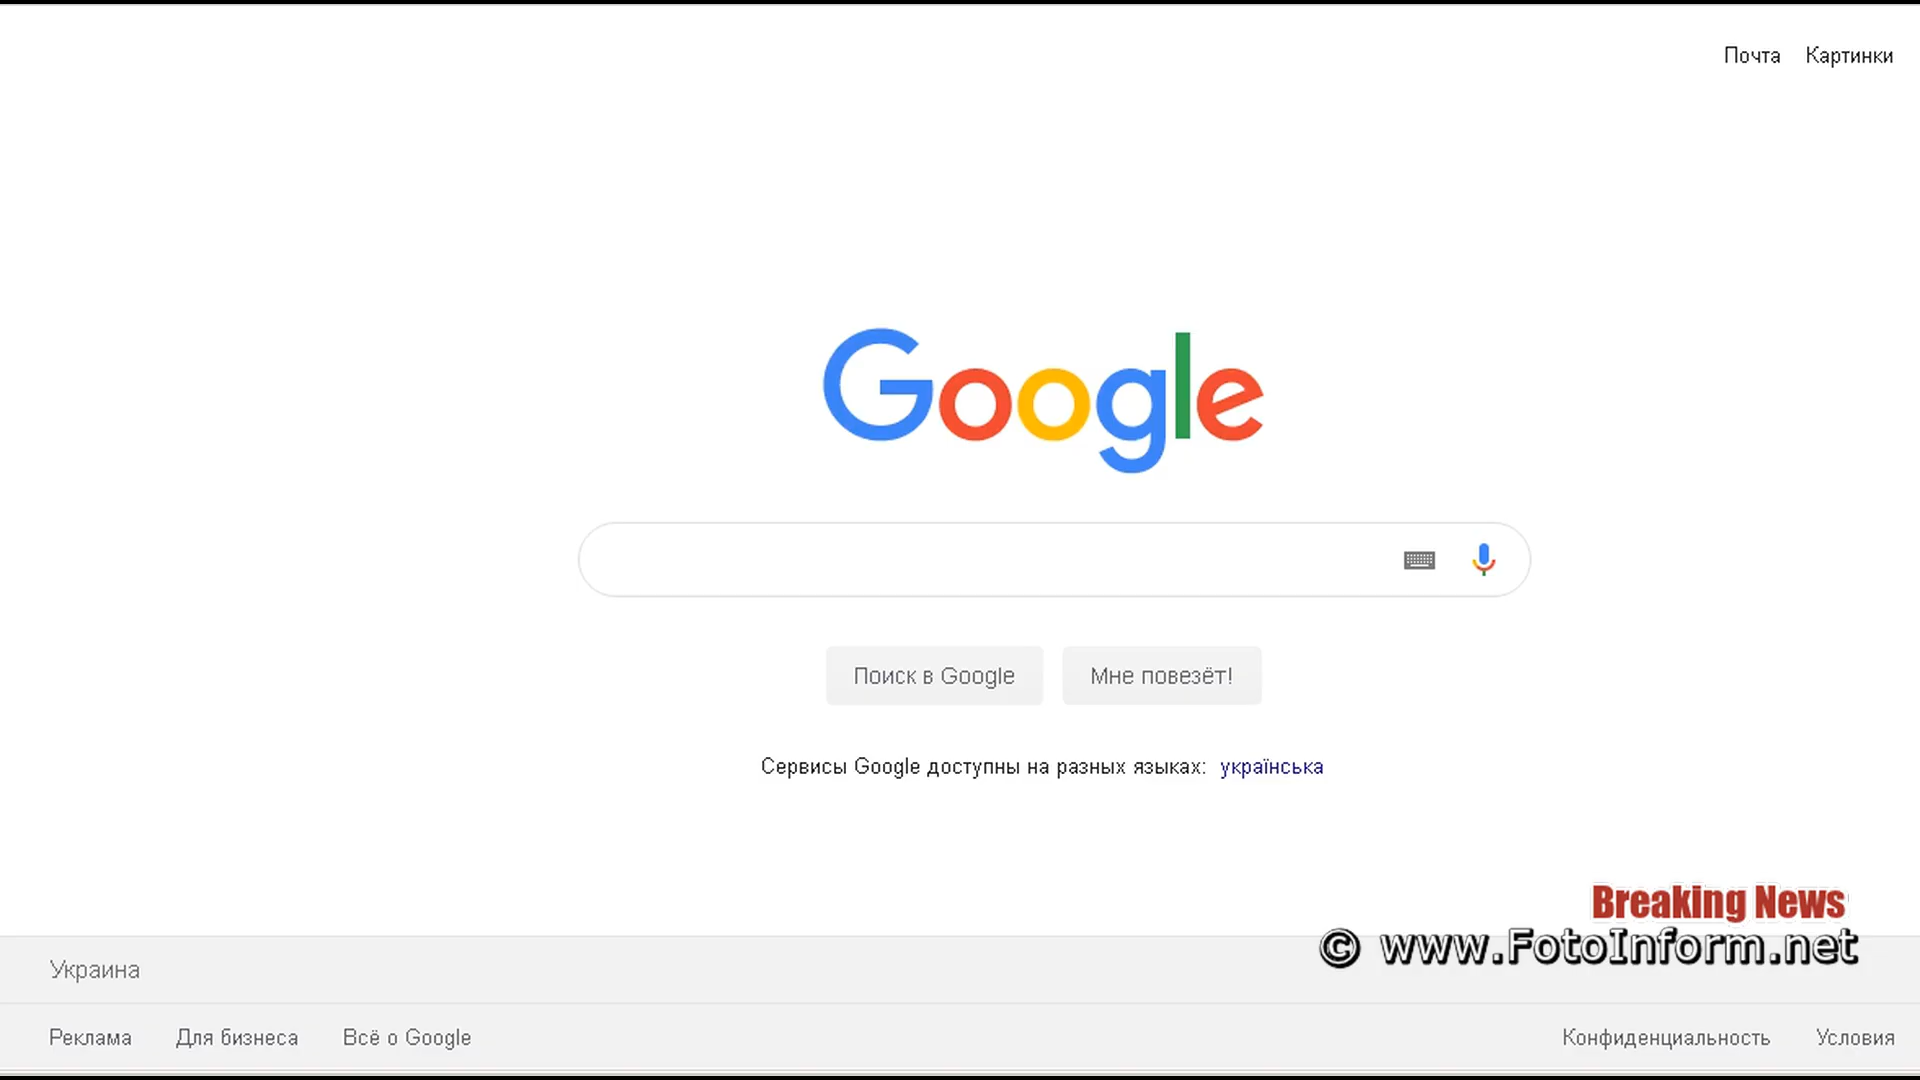 Почта Картинки
Google
Поиск в Google Мне повезёт!
Сервисы Google доступны на разных языках: українська
Breaking News
© www.FotoInform.net
Украина
Реклама Для бизнеса Всё о Google Конфиденциальность Условия